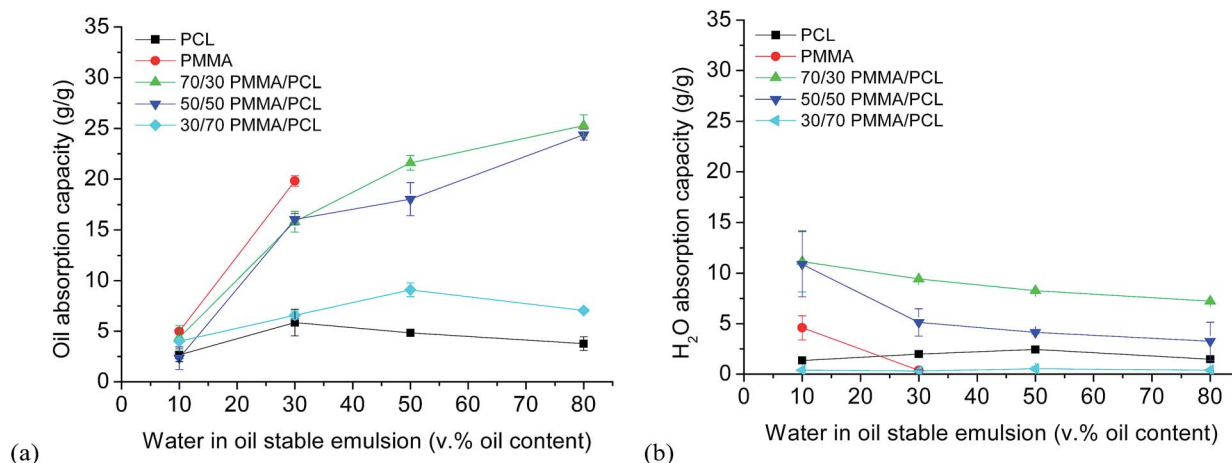 35
30
25
20
15
10
5
0
Oil absorption capacity (g/g)
PCL
PMMA
70/30 PMMA/PCL
50/50 PMMA/PCL
30/70 PMMA/PCL
0 10 20 30 40 50 60 70 80
Water in oil stable emulsion (v.% oil content)
(a)
35
30
25
20
15
10
5
0
H₂O absorption capacity (g/g)
PCL
PMMA
70/30 PMMA/PCL
50/50 PMMA/PCL
30/70 PMMA/PCL
0 10 20 30 40 50 60 70 80
Water in oil stable emulsion (v.% oil content)
(b)